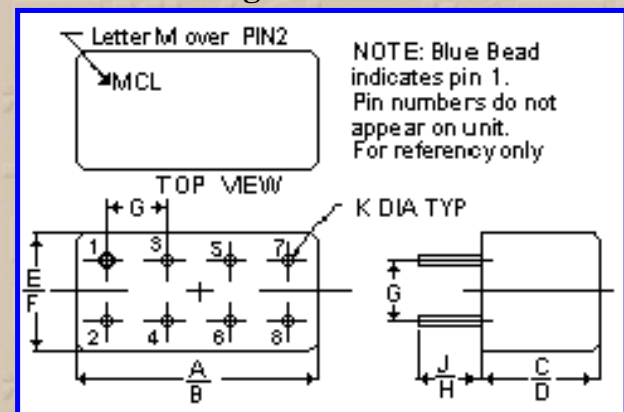 Letter M over PIN2
MCL
NOTE: Blue Bead
indicates pin 1.
Pin numbers do not
appear on unit.
For referency only
TOP VIEW
G
K DIA TYP
1 3 5 7
E
F
2 4 6 8
A
B
G
J
H
C
D